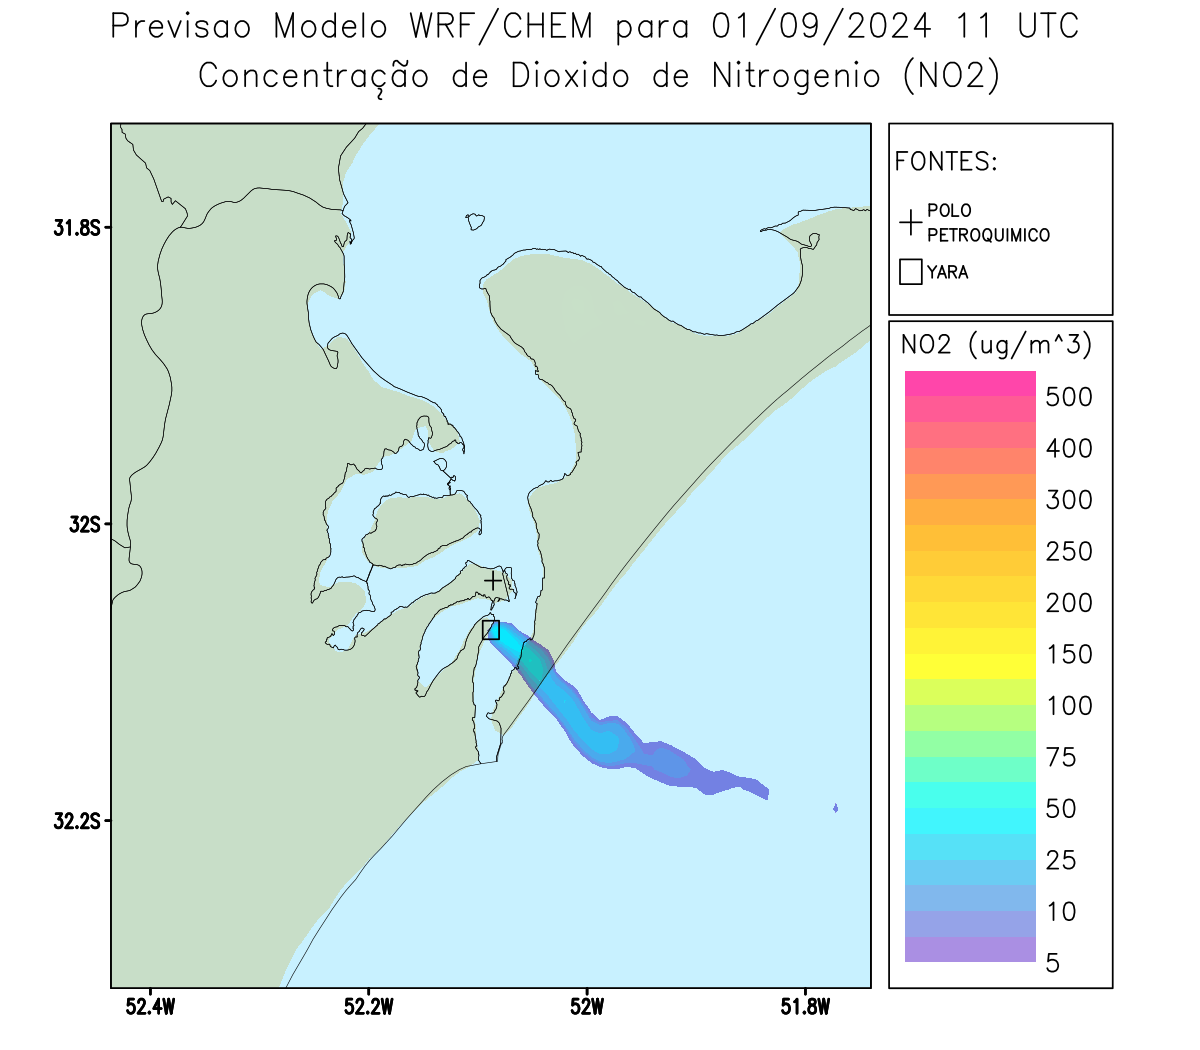 Previsao Modelo WRF/CHEM para 01/09/2024 11 UTC
Concentração de Dioxido de Nitrogenio (NO2)
FONTES:
POLO
PETROQUIMICO
YARA
NO2 (ug/m^3)
500
400
300
250
200
150
100
75
50
25
10
5
31.8S
32S
32.2S
52.4W
52.2W
52W
51.8W